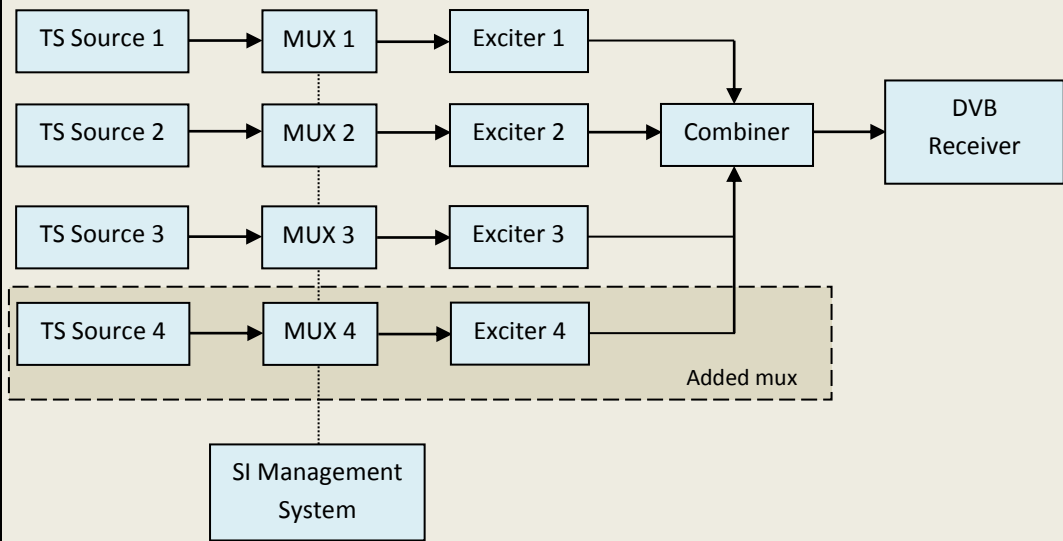 TS Source 1
MUX 1
Exciter 1
TS Source 2
MUX 2
Exciter 2
Combiner
DVB
Receiver
TS Source 3
MUX 3
Exciter 3
TS Source 4
MUX 4
Exciter 4
Added mux
SI Management
System